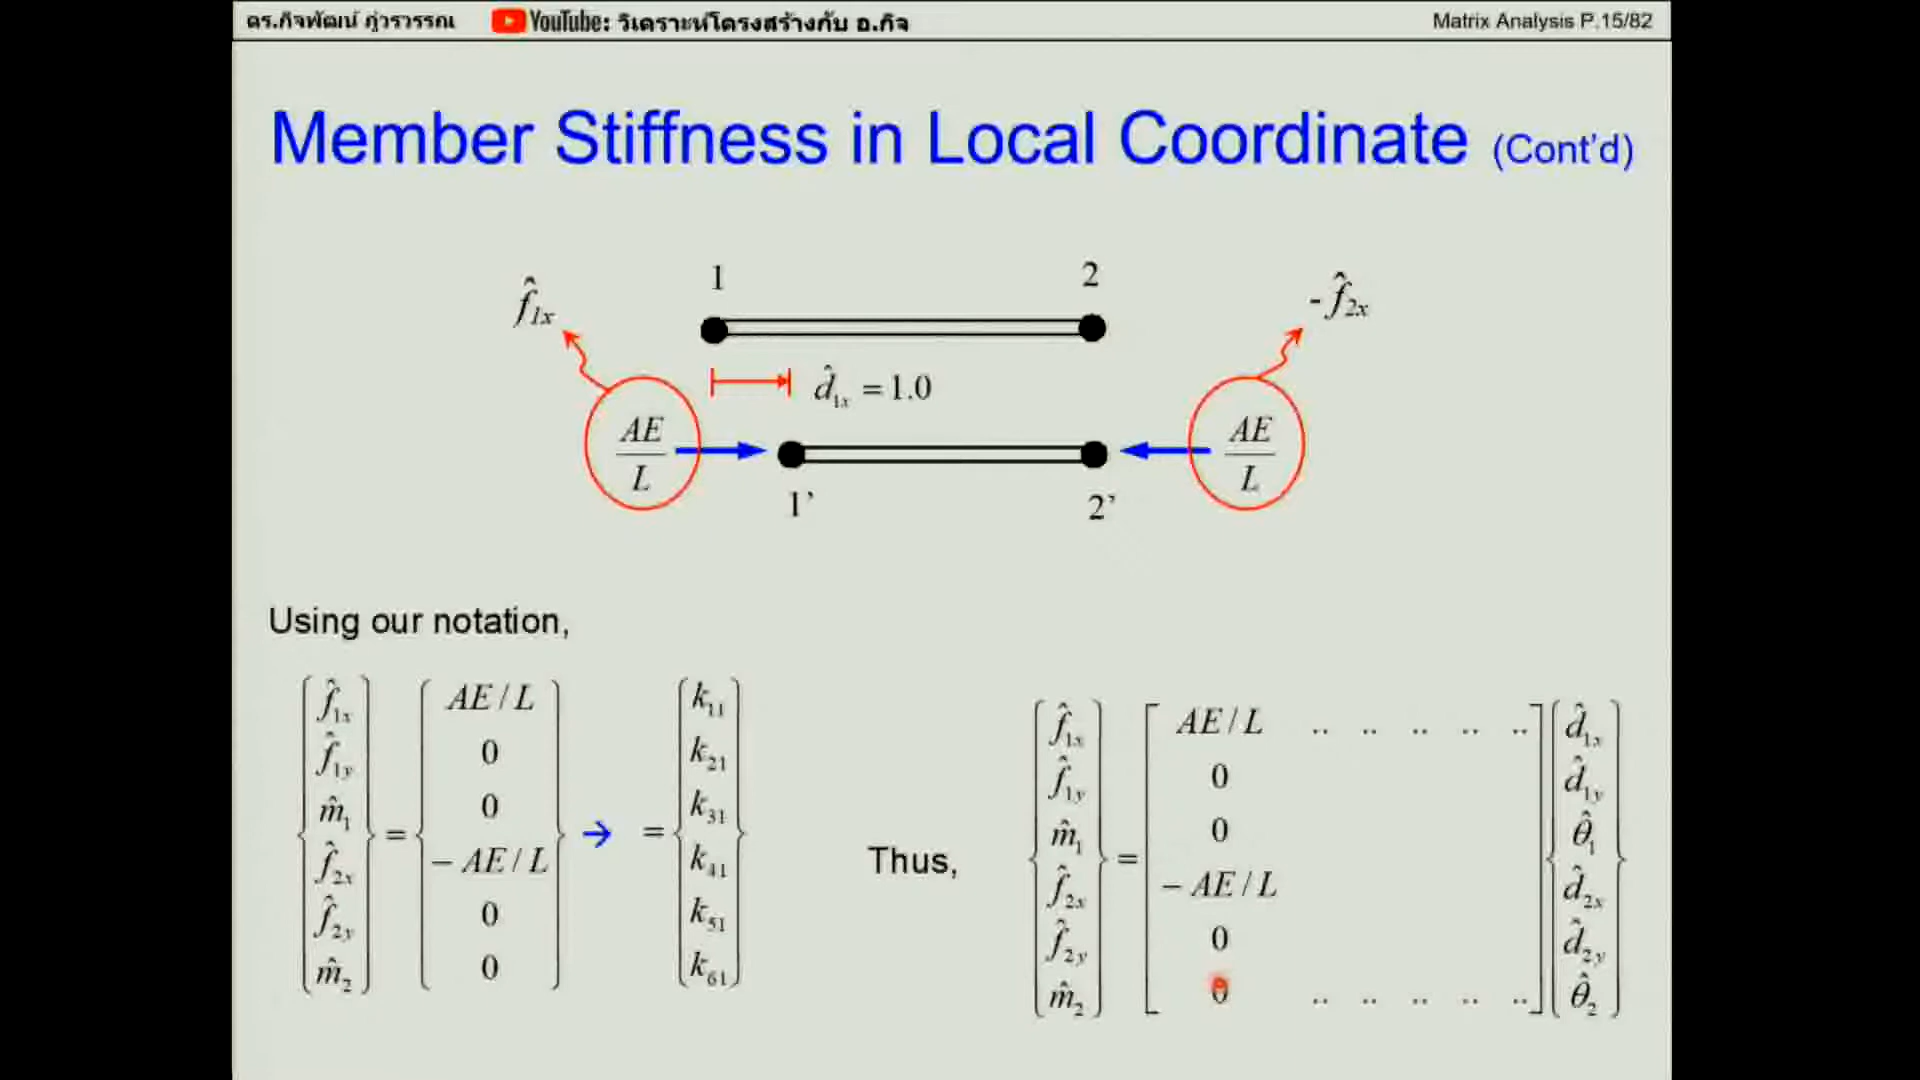 ดร.กิจพัฒน์ ภู่วรวรรณ YouTube: วิเคราะห์โครงสร้างกับ อ.กิจ Matrix Analysis P.15/82
Member Stiffness in Local Coordinate (Cont'd)
1 2
f̂1x -f̂2x
d̂1x = 1.0
AE/L AE/L
1’ 2’
Using our notation,
{f̂1x f̂1y m̂1 f̂2x f̂2y m̂2} = {AE/L 0 0 −AE/L 0 0} → = {k11 k21 k31 k41 k51 k61}
Thus, {f̂1x f̂1y m̂1 f̂2x f̂2y m̂2} = [AE/L .. .. .. .. .. 0 0 −AE/L 0 0 .. .. .. .. ..] {d̂1x d̂1y θ̂1 d̂2x d̂2y θ̂2}